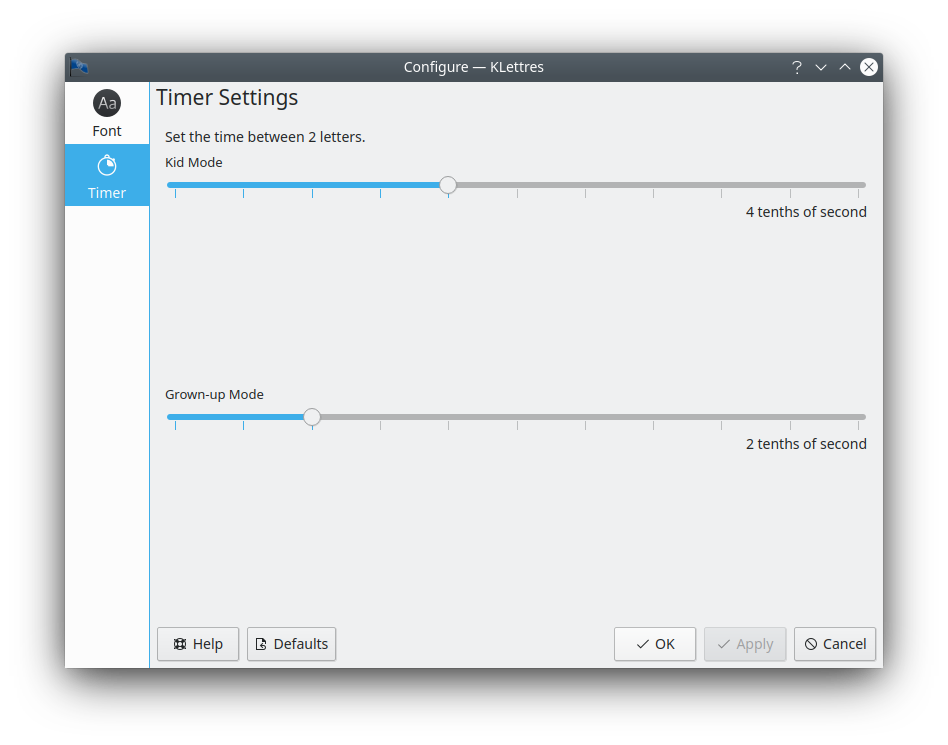 Configure — KLettres
Aa
Font
Timer
Timer Settings
Set the time between 2 letters.
Kid Mode
4 tenths of second
Grown-up Mode
2 tenths of second
Help
Defaults
OK
Apply
Cancel